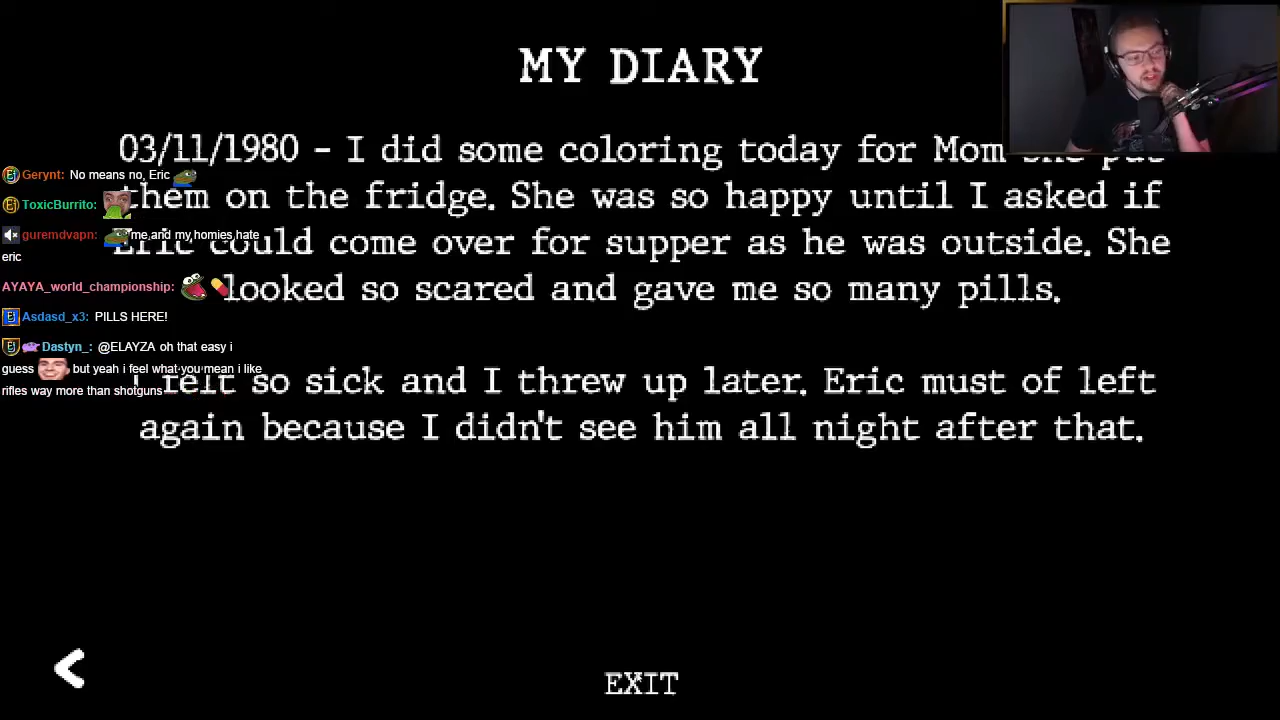 MY DIARY
03/11/1980 - I did some coloring today for Mom she put
them on the fridge. She was so happy until I asked if
Eric could come over for supper as he was outside. She
looked so scared and gave me so many pills.
I felt so sick and I threw up later. Eric must of left
again because I didn't see him all night after that.
Gerynt: No means no, Eric
ToxicBurrito:
guremdvapn: me and my homies hate
eric
AYAYA_world_championship:
Asdasd_x3: PILLS HERE!
Dastyn_: @ELAYZA oh that easy i
guess but yeah i feel what you mean i like
rifles way more than shotguns
<
EXIT